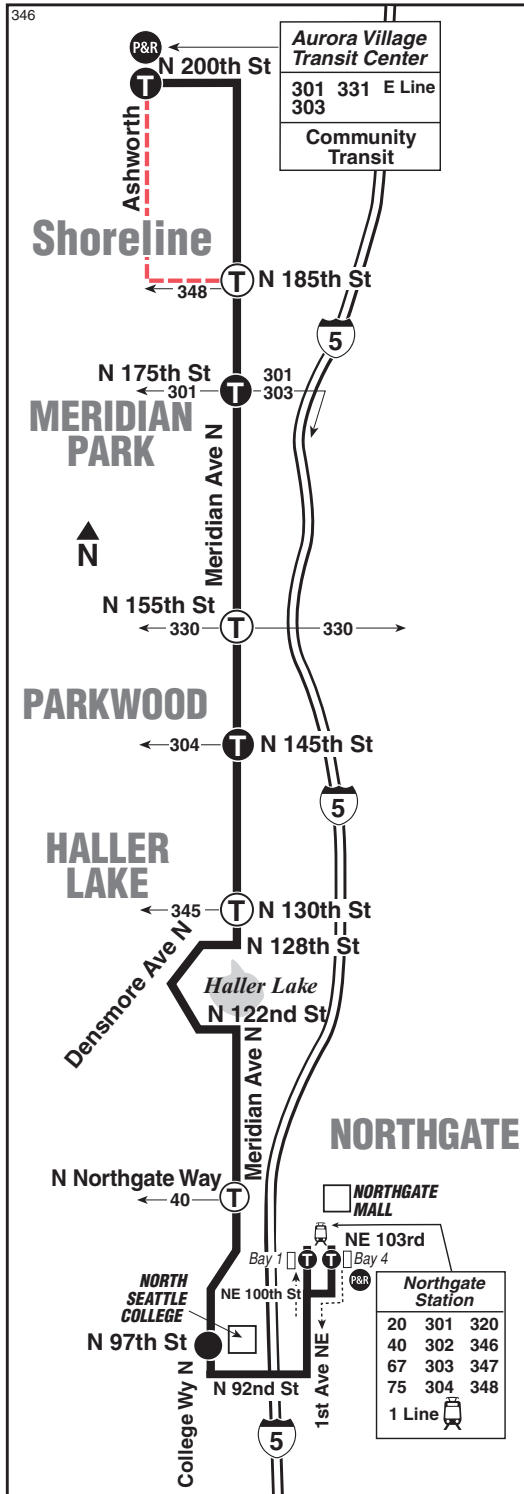 346
P&R
N 200th St
T
Aurora Village
Transit Center
301 331 E Line
303
Community
Transit
Ashworth
Shoreline
T
N 185th St
348
5
N 175th St
301
T
301
303
MERIDIAN
PARK
Meridian Ave N
N
N 155th St
330
T
330
PARKWOOD
304
T
N 145th St
5
HALLER
LAKE
345
T
N 130th St
N 128th St
Densmore Ave N
Haller Lake
N 122nd St
Meridian Ave N
NORTHGATE
N Northgate Way
40
T
NORTHGATE
MALL
NE 103rd
Bay 1
T
T
Bay 4
P&R
NE 100th St
NORTH
SEATTLE
COLLEGE
N 97th St
College Wy N
N 92nd St
1st Ave NE
5
Northgate
Station
20 301 320
40 302 346
67 303 347
75 304 348
1 Line